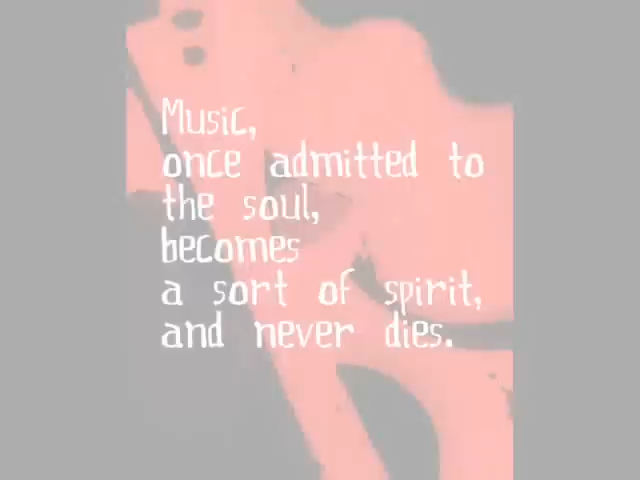 Music,
once admitted to
the soul,
becomes
a sort of spirit,
and never dies.